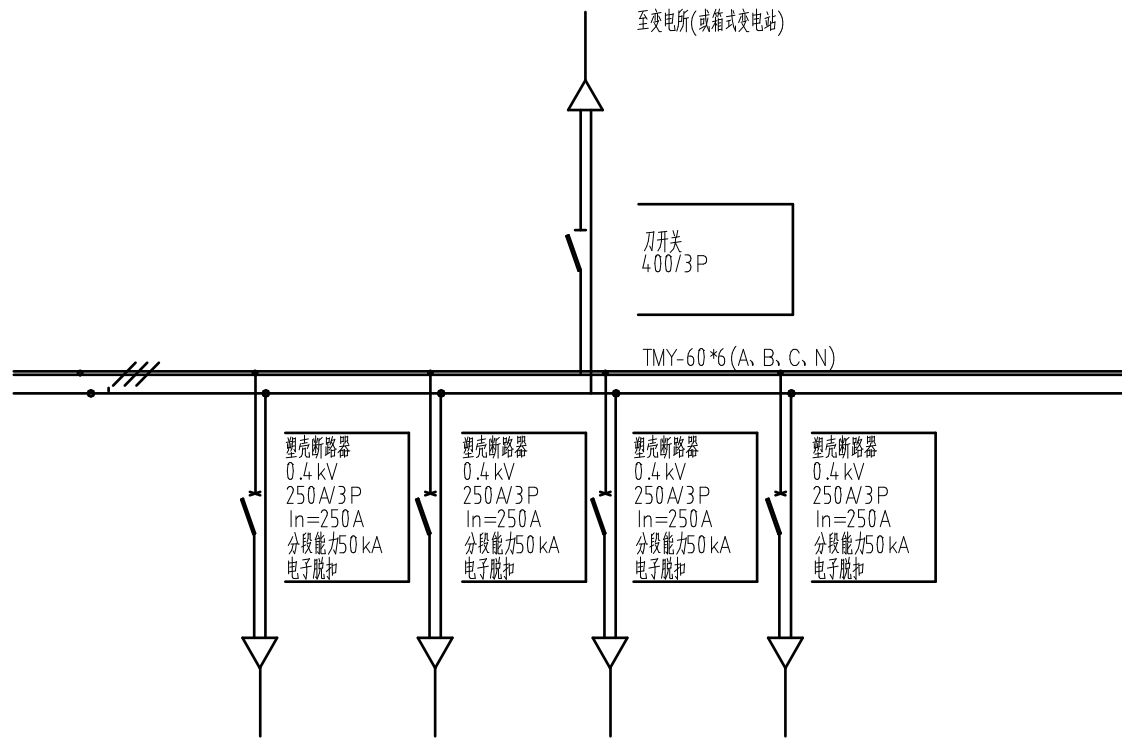 至变电所(或箱式变电站)
刀开关
400/3P
TMY-60*6(A、B、C、N)
塑壳断路器
0.4kV
250A/3P
In=250A
分段能力50kA
电子脱扣
塑壳断路器
0.4kV
250A/3P
In=250A
分段能力50kA
电子脱扣
塑壳断路器
0.4kV
250A/3P
In=250A
分段能力50kA
电子脱扣
塑壳断路器
0.4kV
250A/3P
In=250A
分段能力50kA
电子脱扣